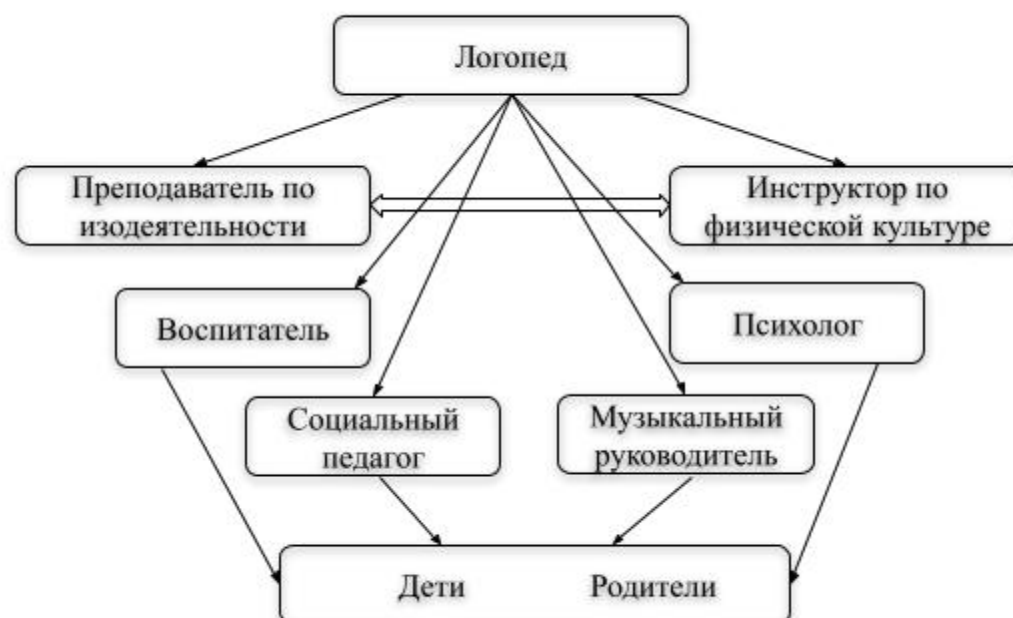 Логопед
Преподаватель по
изодеятельности
Инструктор по
физической культуре
Воспитатель
Психолог
Социальный
педагог
Музыкальный
руководитель
Дети
Родители